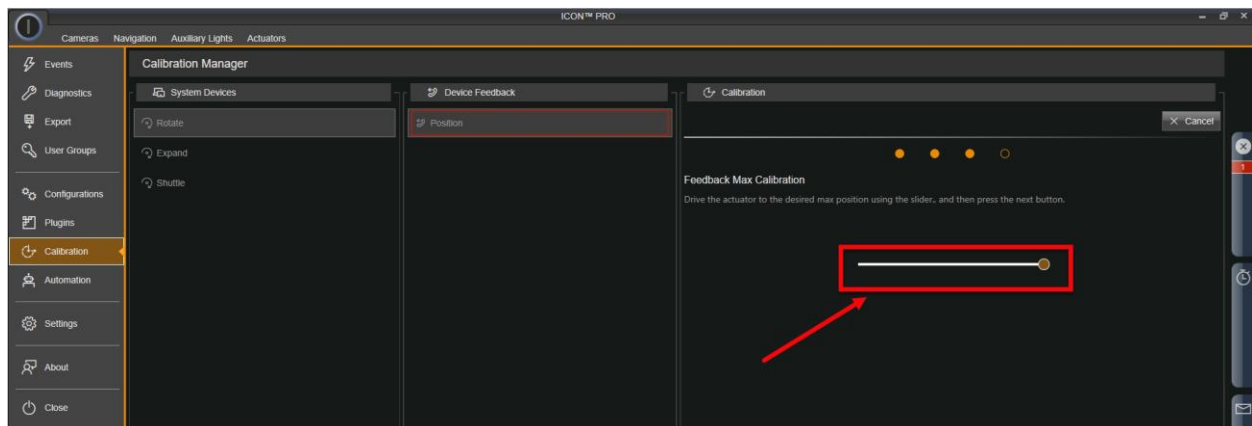 ICON™ PRO
Cameras Navigation Auxiliary Lights Actuators
Events
Diagnostics
Export
User Groups
Configurations
Plugins
Calibration
Automation
Settings
About
Close
Calibration Manager
System Devices
Rotate
Expand
Shuttle
Device Feedback
Position
Calibration
Cancel
Feedback Max Calibration
Drive the actuator to the desired max position using the slider,, and then press the next button.
1